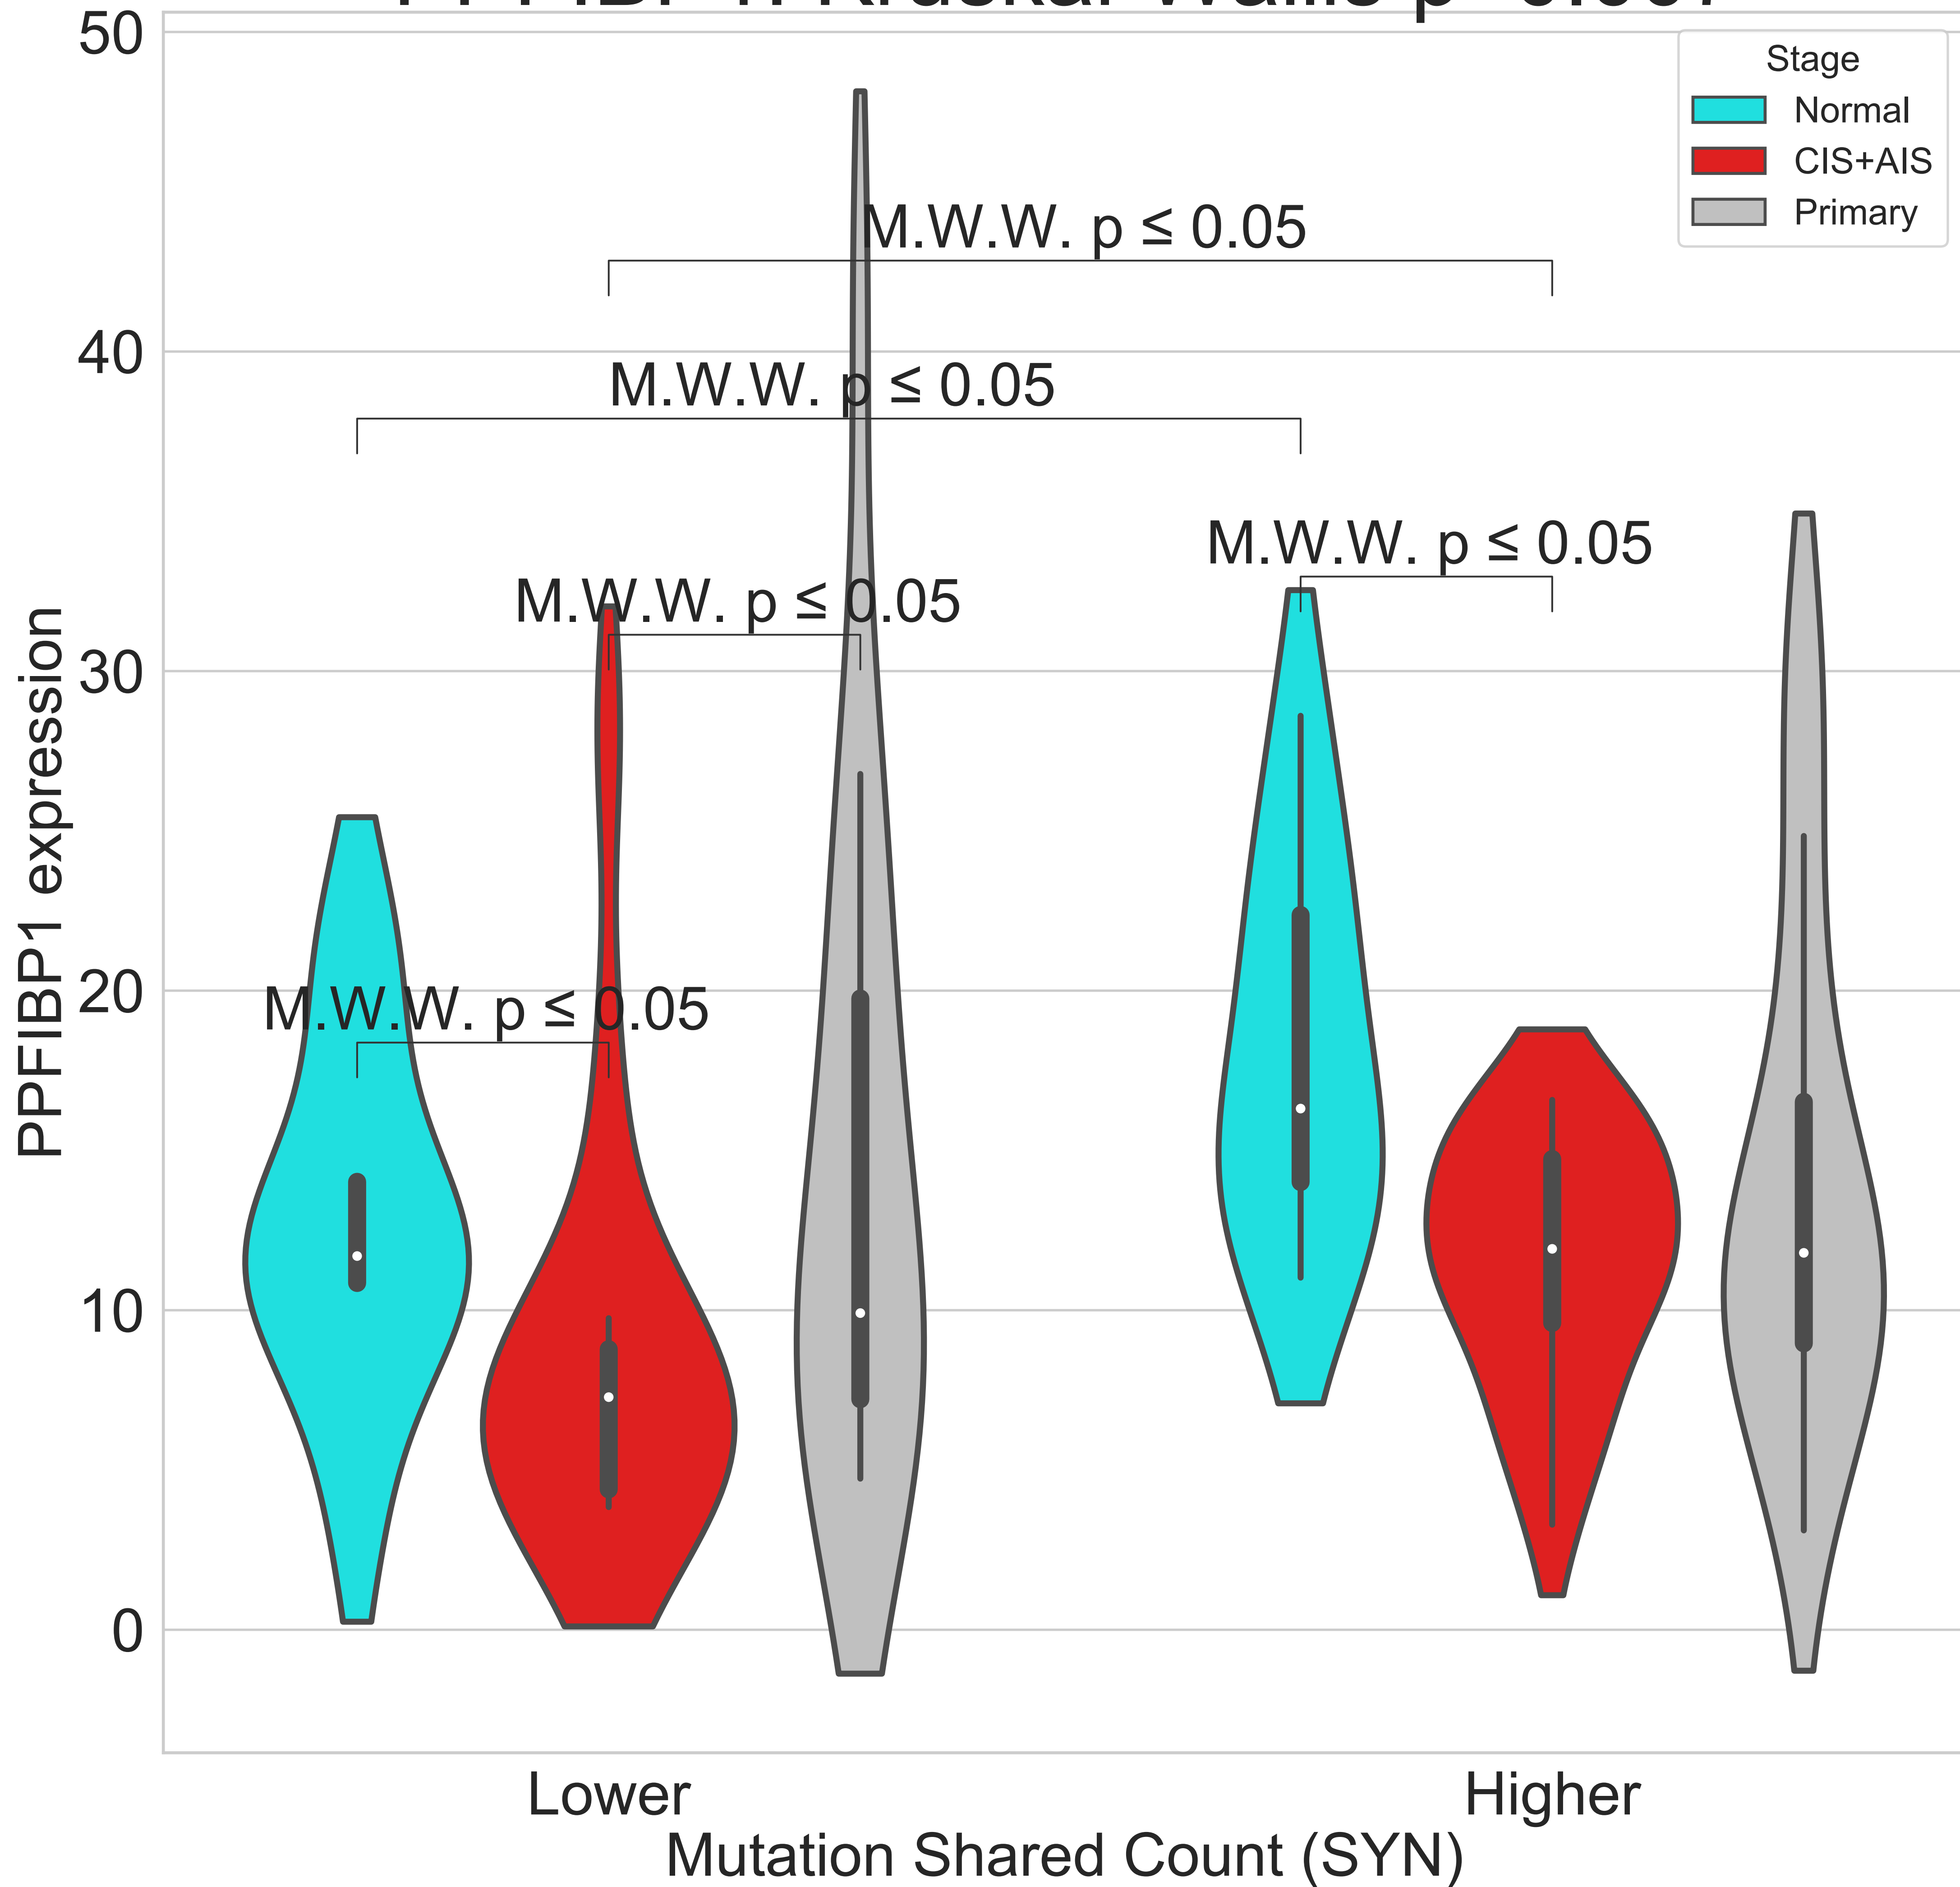 50
Stage
Normal
CIS+AIS
Primary
M.W.W. p ≤ 0.05
40
M.W.W. p ≤ 0.05
M.W.W. p ≤ 0.05
M.W.W. p ≤ 0.05
30
PPFIBP1 expression
20
M.W.W. p ≤ 0.05
10
0
Lower
Higher
Mutation Shared Count (SYN)